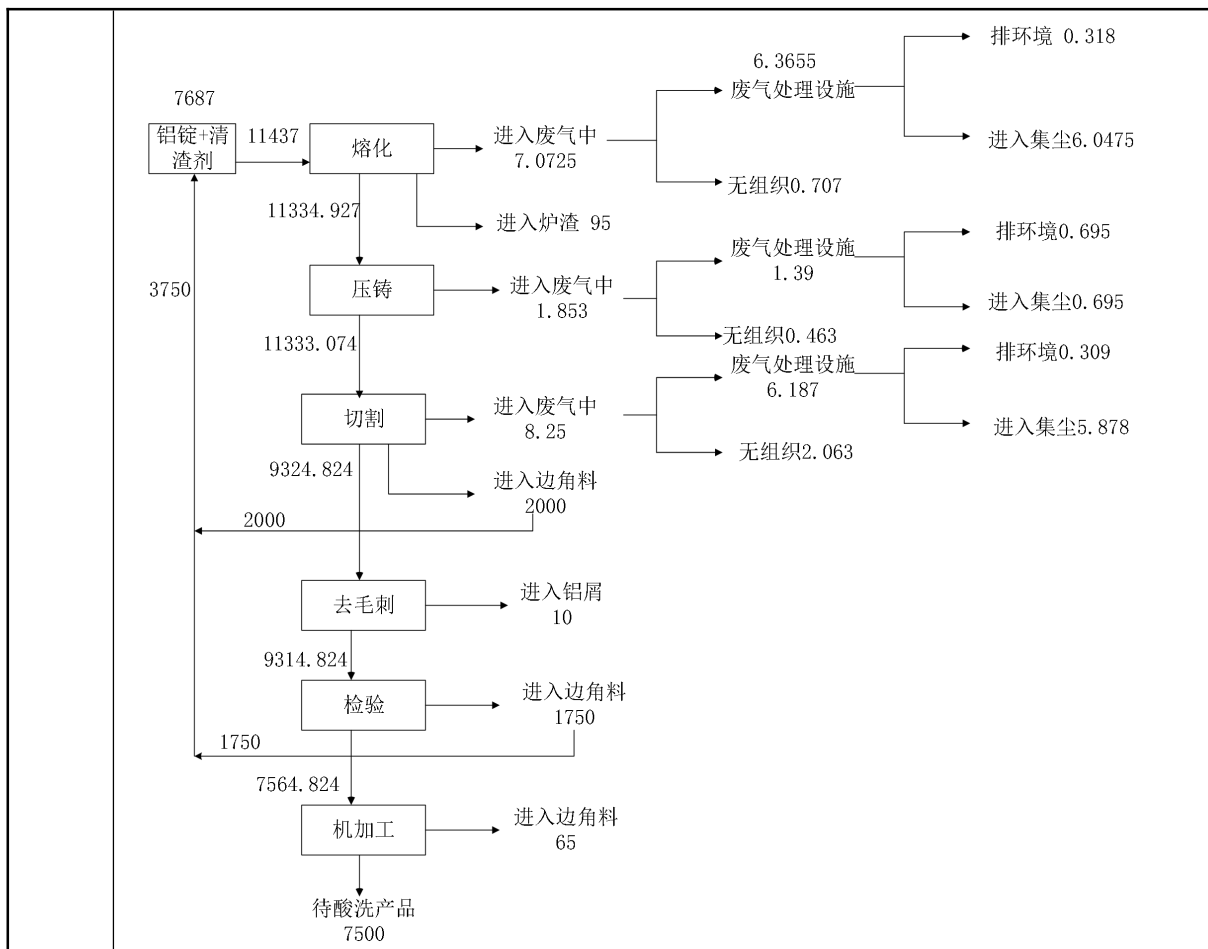 排环境 0.318
6.3655
废气处理设施
7687
11437
铝锭+清
渣剂
熔化
进入废气中
7.0725
进入集尘6.0475
无组织0.707
11334.927
进入炉渣 95
排环境0.695
废气处理设施
1.39
3750
压铸
进入废气中
1.853
进入集尘0.695
无组织0.463
11333.074
排环境0.309
废气处理设施
6.187
切割
进入废气中
8.25
进入集尘5.878
无组织2.063
9324.824
进入边角料
2000
2000
去毛刺
进入铝屑
10
9314.824
检验
进入边角料
1750
1750
7564.824
机加工
进入边角料
65
待酸洗产品
7500